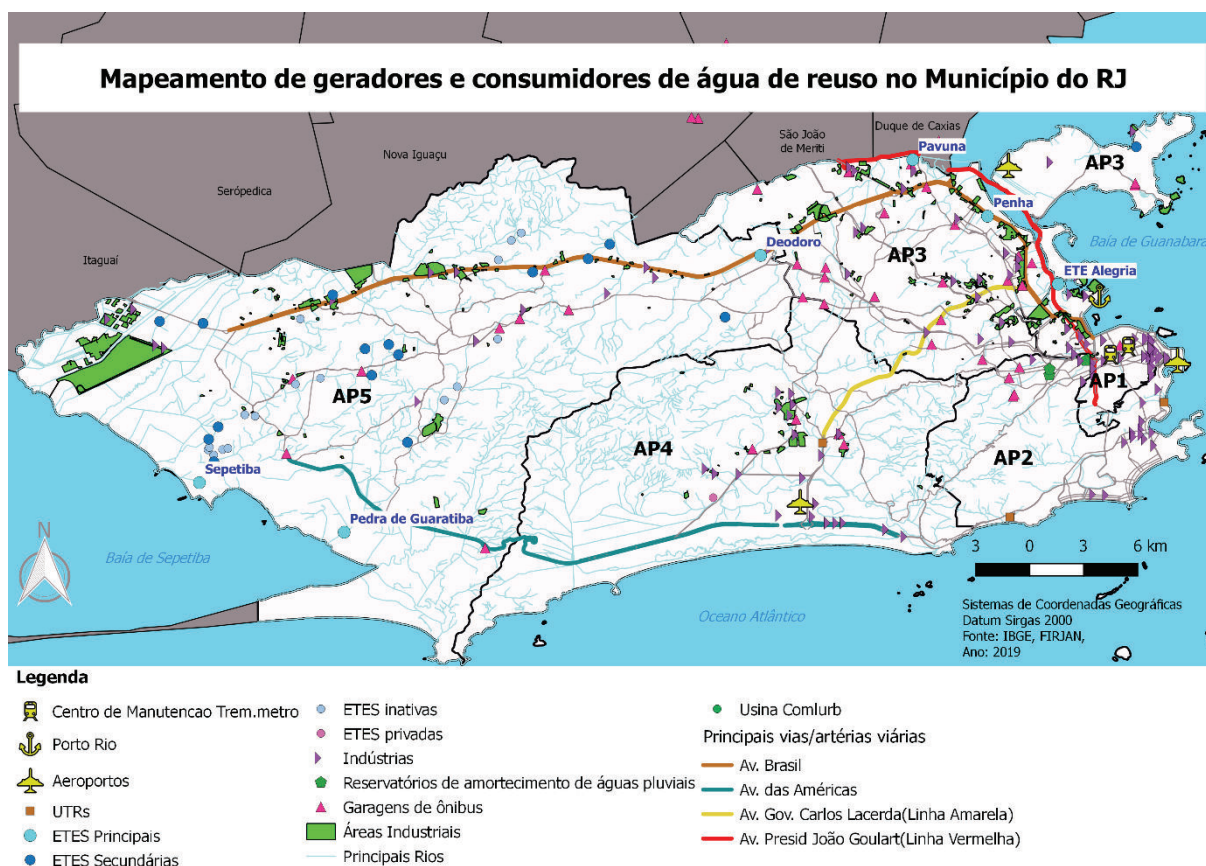 Mapeamento de geradores e consumidores de água de reuso no Município do RJ
Duque de Caxias
São João
de Meriti
Pavuna
Nova Iguaçu
AP3
Serópedica
Penha
Deodoro
Baía de Guanabara
Itaguaí
AP3
ETE Alegria
AP1
AP5
AP4
AP2
Sepetiba
Pedra de Guaratiba
N
Baía de Sepetiba
3 0 3 6 km
Oceano Atlântico
Sistemas de Coordenadas Geográficas
Datum Sirgas 2000
Fonte: IBGE, FIRJAN,
Ano: 2019
Legenda
Centro de Manutencao Trem.metro
Porto Rio
Aeroportos
UTRs
ETES Principais
ETES Secundárias
ETES inativas
ETES privadas
Indústrias
Reservatórios de amortecimento de águas pluviais
Garagens de ônibus
Áreas Industriais
Principais Rios
Usina Comlurb
Principais vias/artérias viárias
Av. Brasil
Av. das Américas
Av. Gov. Carlos Lacerda(Linha Amarela)
Av. Presid João Goulart(Linha Vermelha)